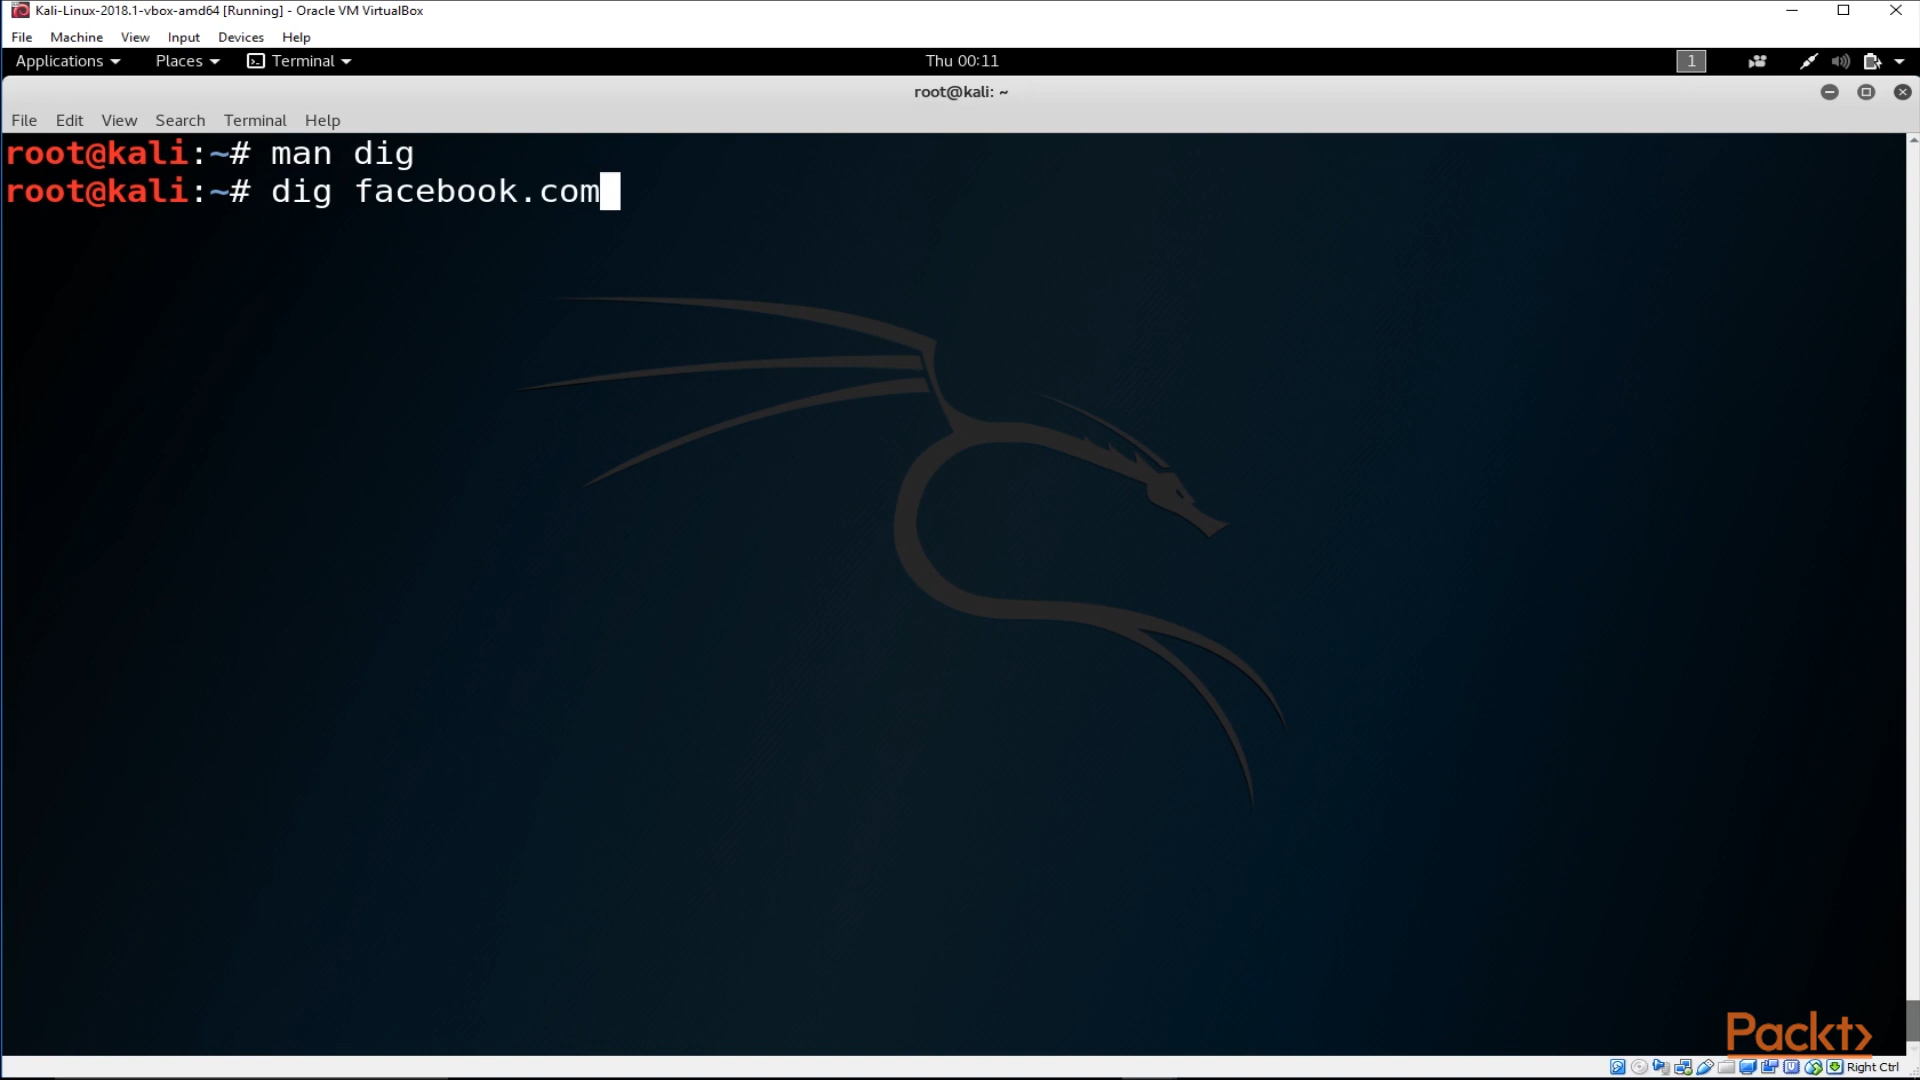 Kali-Linux-2018.1-vbox-amd64 [Running] - Oracle VM VirtualBox
File Machine View Input Devices Help
Applications Places Terminal Thu 00:11 1
root@kali: ~
File Edit View Search Terminal Help
root@kali:~# man dig
root@kali:~# dig facebook.com
Packt>
Right Ctrl